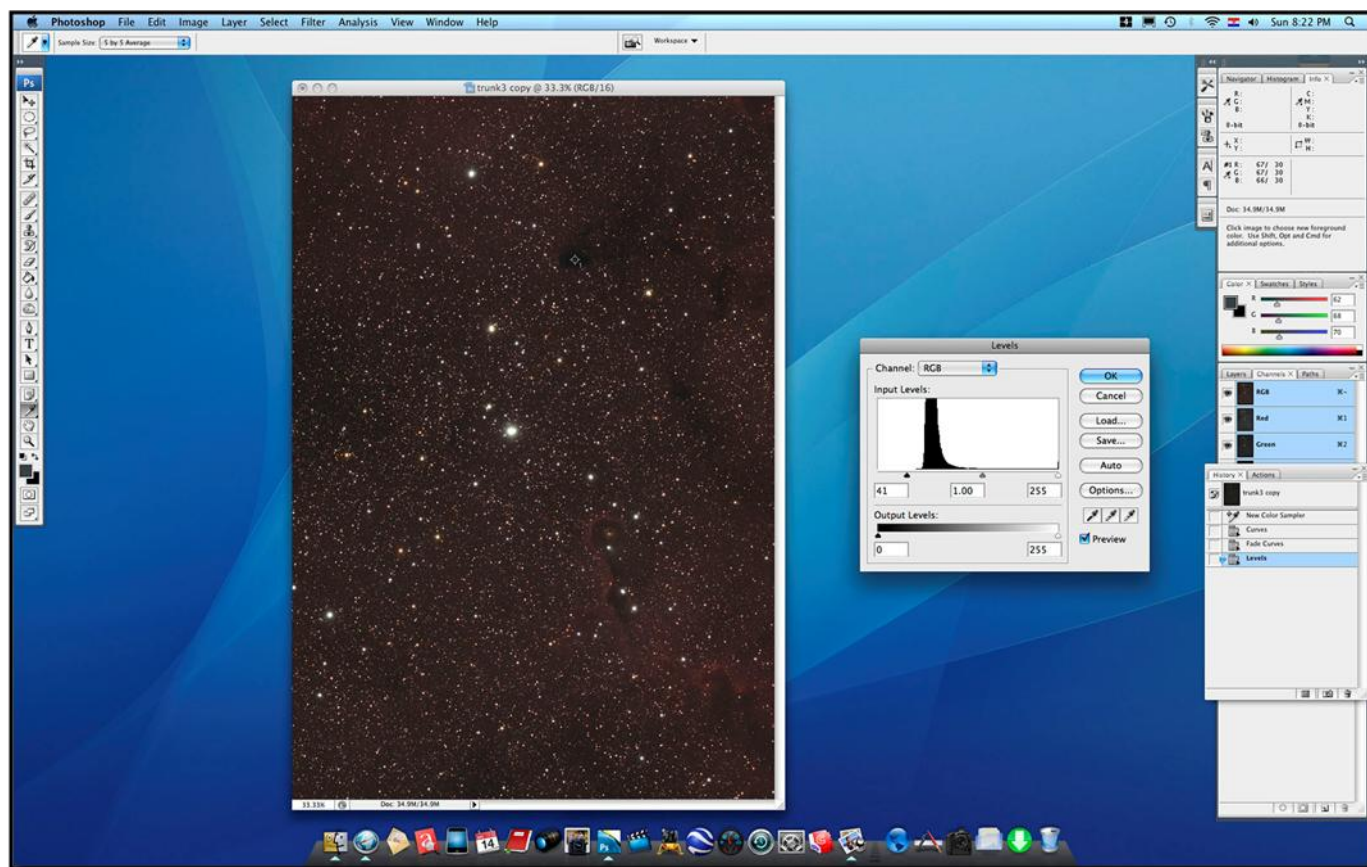 Photoshop File Edit Image Layer Select Filter Analysis View Window Help
Sun 8:22 PM
Sample Size: 5 by 5 Average
Workspace
Ps
trunk3 copy @ 33.3% (RGB/16)
Navigator Histogram Info X
R: C:
G: M:
B: Y:
K:
8-bit 8-bit
X: W:
Y: H:
#1 R: 67/ 30
G: 67/ 30
B: 66/ 30
Doc: 34.9M/34.9M
Click image to choose new foreground
color. Use Shift, Opt and Cmd for
additional options.
Color X Swatches Styles
R 62
G 68
B 70
Levels
Channel: RGB
Input Levels:
41 1.00 255
Output Levels:
0 255
OK
Cancel
Load...
Save...
Auto
Options...
Preview
Layers Channels X Paths
RGB ⌘~
Red ⌘1
Green ⌘2
History X Actions
trunk3 copy
New Color Sampler
Curves
Fade Curves
Levels
33.33% Doc: 34.9M/34.9M
14
Ps